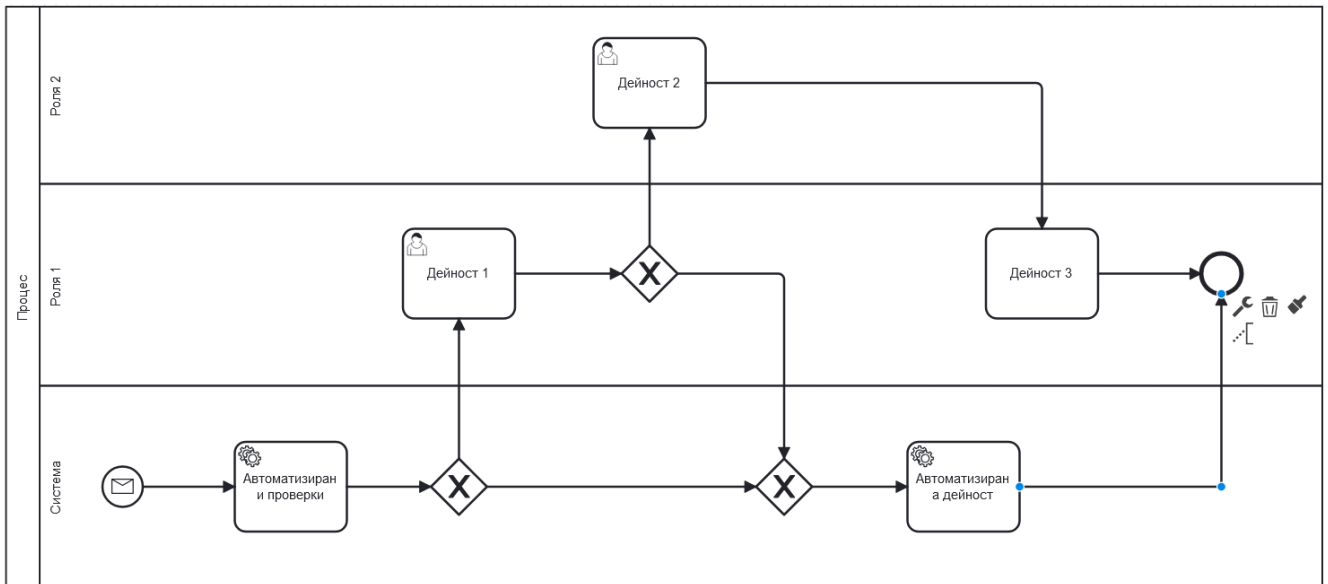 Процес
Роля 2
Дейност 2
Роля 1
Дейност 1
Дейност 3
Система
Автоматизиран
и проверки
Автоматизиран
а дейност